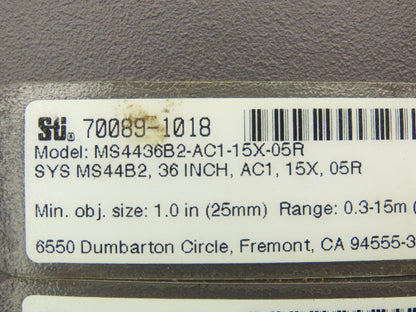 Sti® 70089-1018
Model: MS4436B2-AC1-15X-05R
SYS MS44B2, 36 INCH, AC1, 15X, 05R
Min. obj. size: 1.0 in (25mm) Range: 0.3-15m (
6550 Dumbarton Circle, Fremont, CA 94555-3